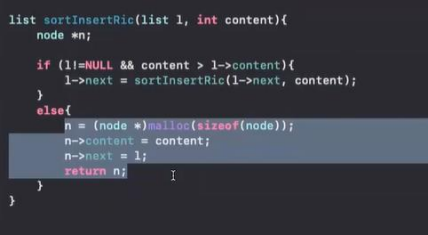 list sortInsertRic(list l, int content){
    node *n;
    if (l!=NULL && content > l->content){
        l->next = sortInsertRic(l->next, content);
    }
    else{
        n = (node *)malloc(sizeof(node));
        n->content = content;
        n->next = l;
        return n;
    }
}